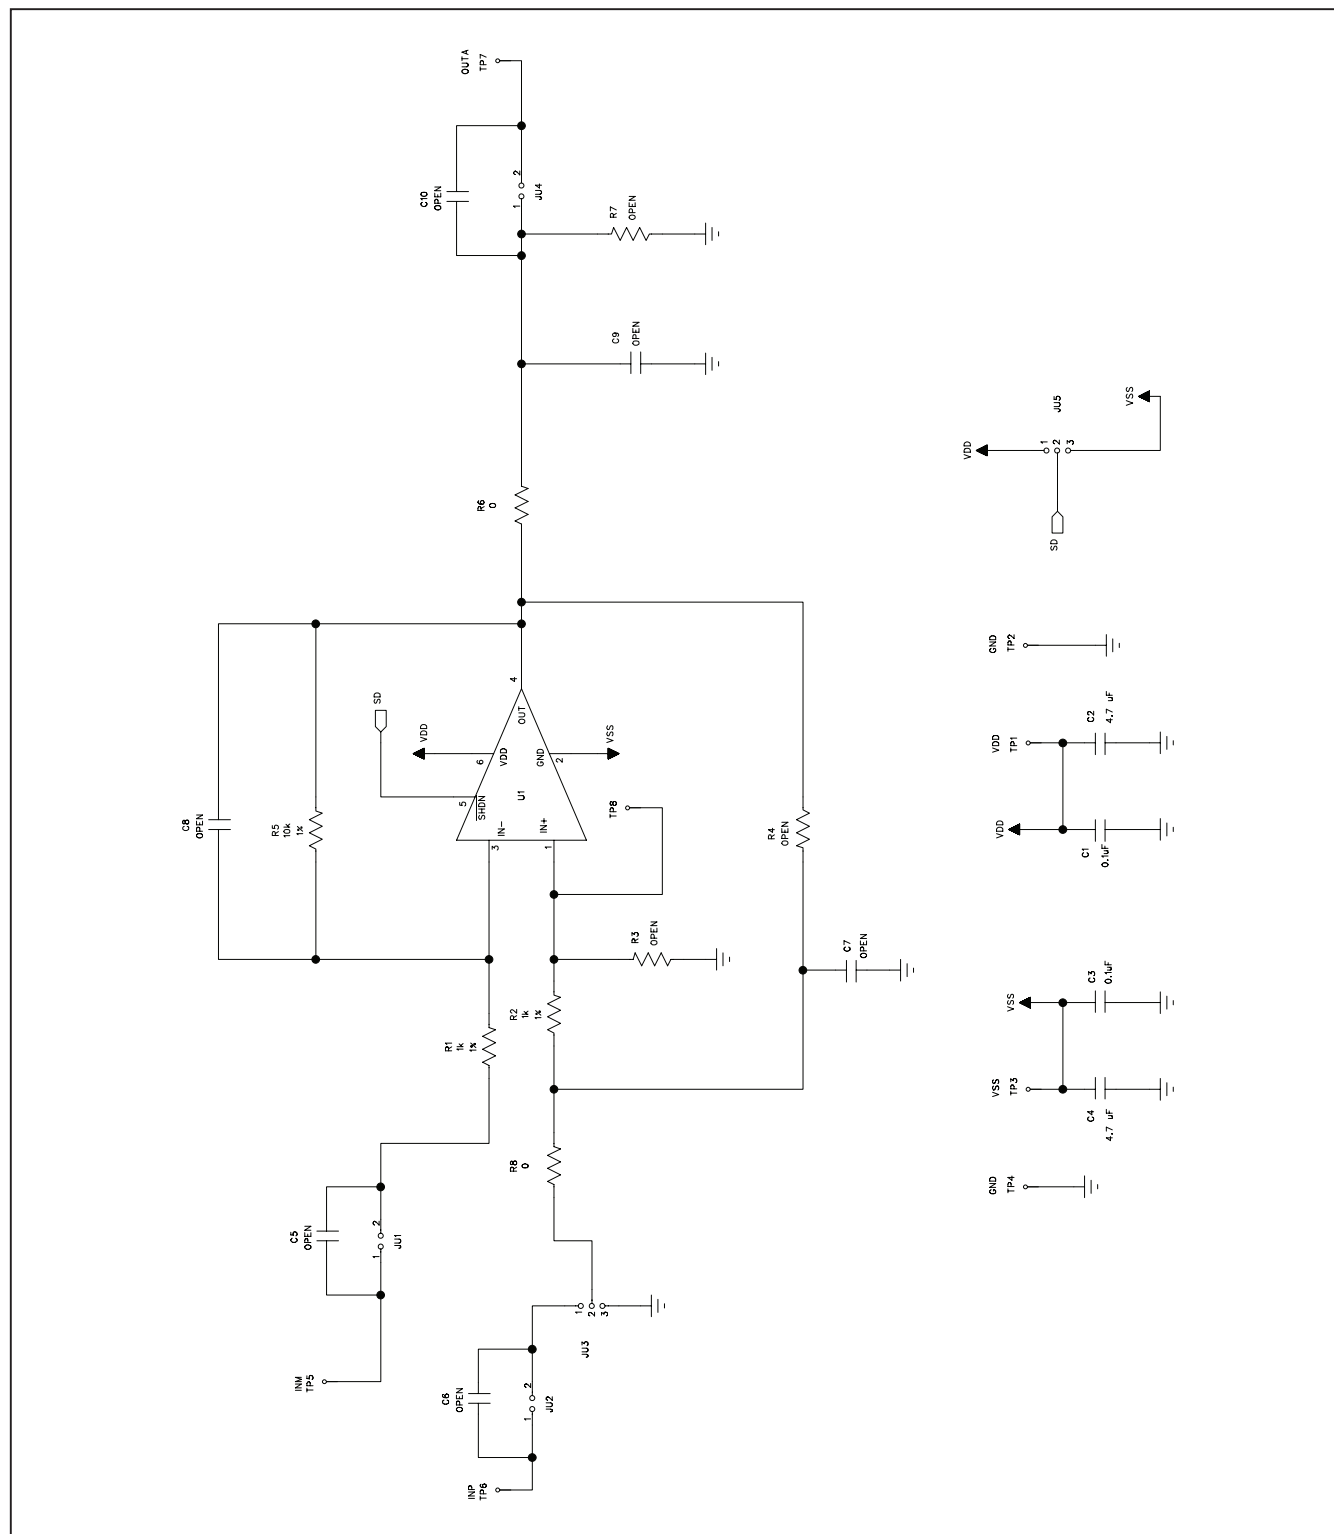 OUTA
TP7
C10
OPEN
2
1
JU4
R7
OPEN
C9
OPEN
R6
0
VDD
1
2
3
JU5
VSS
SD
C8
OPEN
R5
10k
1%
SD
VDD
VSS
4
OUT
6
VDD
GND
2
5
SHDN
U1
IN-
IN+
3
1
TP8
R4
OPEN
R3
OPEN
C7
OPEN
R2
1k
1%
R1
1k
1%
R8
0
C5
OPEN
2
1
JU1
INM
TP5
1
2
3
JU3
C6
OPEN
2
1
JU2
INP
TP6
GND
TP2
VDD
TP1
C2
4.7 uF
VDD
C1
0.1uF
VSS
C3
0.1uF
VSS
TP3
C4
4.7 uF
GND
TP4